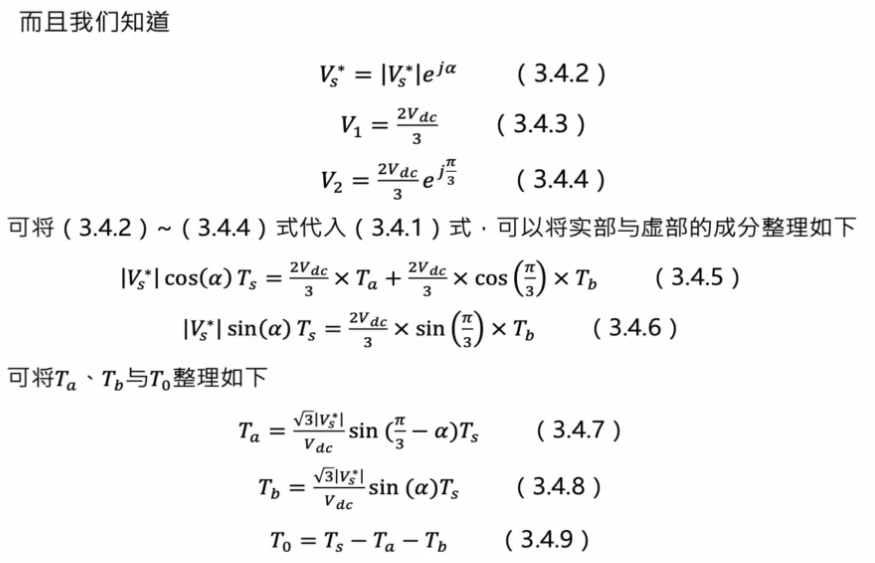 而且我们知道
$V_s^* = |V_s^*|e^{j\alpha}$ （3.4.2）
$V_1 = \frac{2V_{dc}}{3}$ （3.4.3）
$V_2 = \frac{2V_{dc}}{3}e^{j\frac{\pi}{3}}$ （3.4.4）
可将（3.4.2）~（3.4.4）式代入（3.4.1）式，可以将实部与虚部的成分整理如下
$|V_s^*|\cos(\alpha)\,T_s = \frac{2V_{dc}}{3} \times T_a + \frac{2V_{dc}}{3} \times \cos\left(\frac{\pi}{3}\right) \times T_b$ （3.4.5）
$|V_s^*|\sin(\alpha)\,T_s = \frac{2V_{dc}}{3} \times \sin\left(\frac{\pi}{3}\right) \times T_b$ （3.4.6）
可将$T_a$、$T_b$与$T_0$整理如下
$T_a = \frac{\sqrt{3}|V_s^*|}{V_{dc}}\sin\left(\frac{\pi}{3} - \alpha\right)T_s$ （3.4.7）
$T_b = \frac{\sqrt{3}|V_s^*|}{V_{dc}}\sin(\alpha)T_s$ （3.4.8）
$T_0 = T_s - T_a - T_b$ （3.4.9）